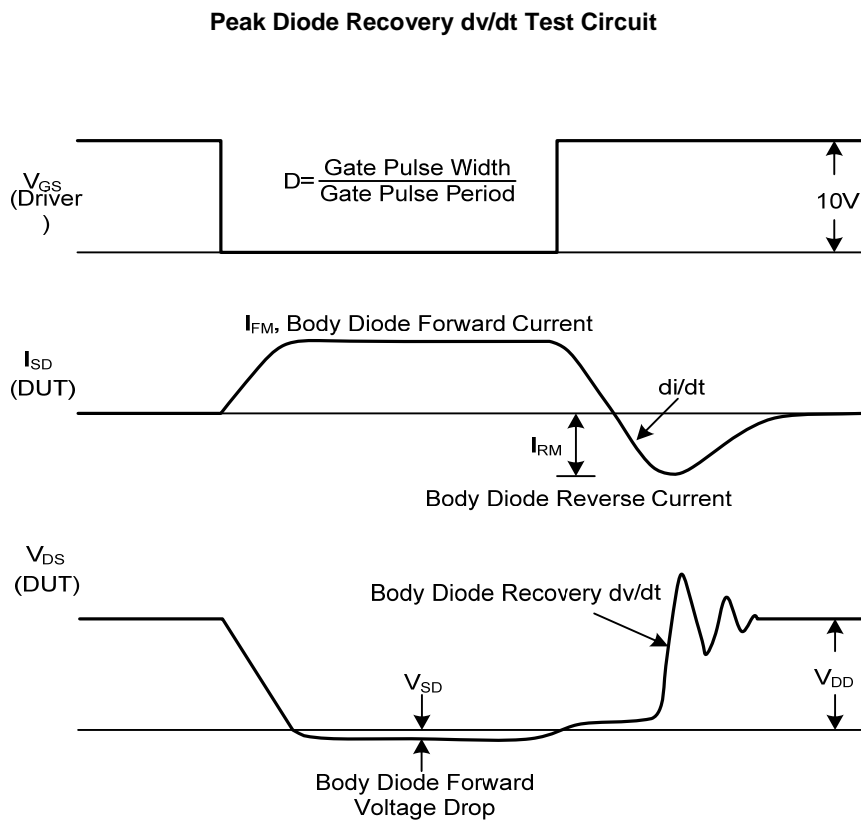 Peak Diode Recovery dv/dt Test Circuit
VGS
(Driver
)
D= Gate Pulse Width
Gate Pulse Period
10V
IFM, Body Diode Forward Current
ISD
(DUT)
di/dt
IRM
Body Diode Reverse Current
VDS
(DUT)
Body Diode Recovery dv/dt
VSD
VDD
Body Diode Forward
Voltage Drop